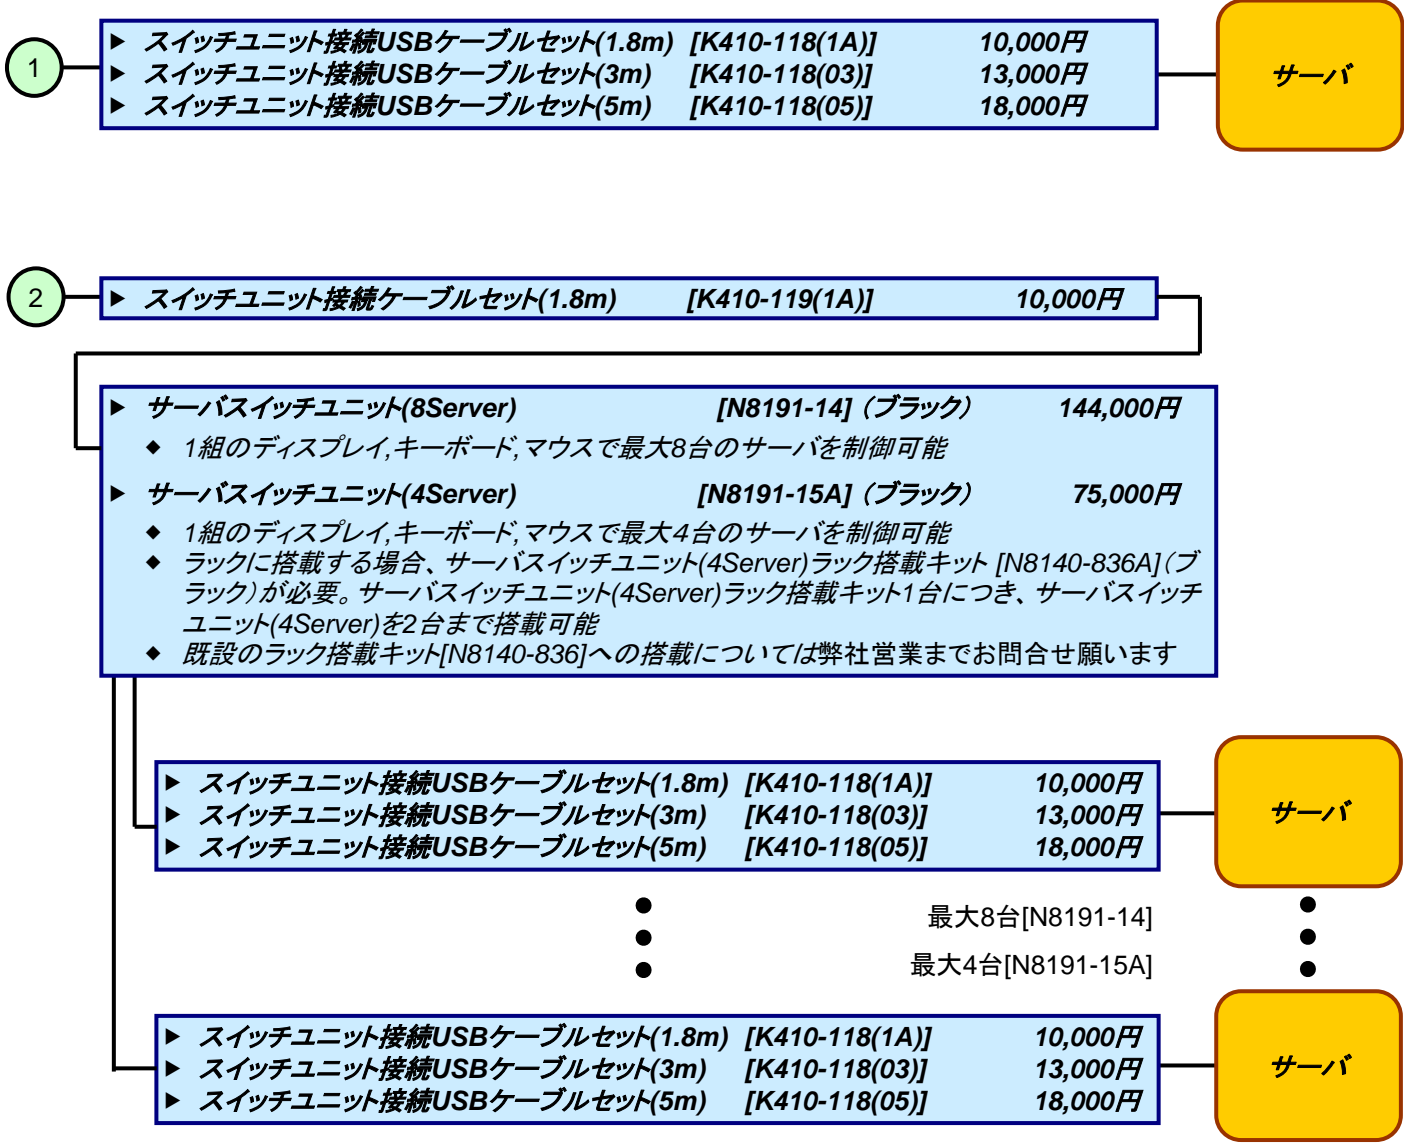 1
▶ スイッチユニット接続USBケーブルセット(1.8m) [K410-118(1A)] 10,000円
▶ スイッチユニット接続USBケーブルセット(3m) [K410-118(03)] 13,000円
▶ スイッチユニット接続USBケーブルセット(5m) [K410-118(05)] 18,000円
サーバ
2
▶ スイッチユニット接続ケーブルセット(1.8m) [K410-119(1A)] 10,000円
▶ サーバスイッチユニット(8Server) [N8191-14]（ブラック） 144,000円
◆ 1組のディスプレイ,キーボード,マウスで最大8台のサーバを制御可能
▶ サーバスイッチユニット(4Server) [N8191-15A]（ブラック） 75,000円
◆ 1組のディスプレイ,キーボード,マウスで最大４台のサーバを制御可能
◆ ラックに搭載する場合、サーバスイッチユニット(4Server)ラック搭載キット [N8140-836A]（ブ
ラック）が必要。サーバスイッチユニット(4Server)ラック搭載キット1台につき、サーバスイッチ
ユニット(4Server)を2台まで搭載可能
◆ 既設のラック搭載キット[N8140-836]への搭載については弊社営業までお問合せ願います
▶ スイッチユニット接続USBケーブルセット(1.8m) [K410-118(1A)] 10,000円
▶ スイッチユニット接続USBケーブルセット(3m) [K410-118(03)] 13,000円
▶ スイッチユニット接続USBケーブルセット(5m) [K410-118(05)] 18,000円
サーバ
最大8台[N8191-14]
最大4台[N8191-15A]
▶ スイッチユニット接続USBケーブルセット(1.8m) [K410-118(1A)] 10,000円
▶ スイッチユニット接続USBケーブルセット(3m) [K410-118(03)] 13,000円
▶ スイッチユニット接続USBケーブルセット(5m) [K410-118(05)] 18,000円
サーバ